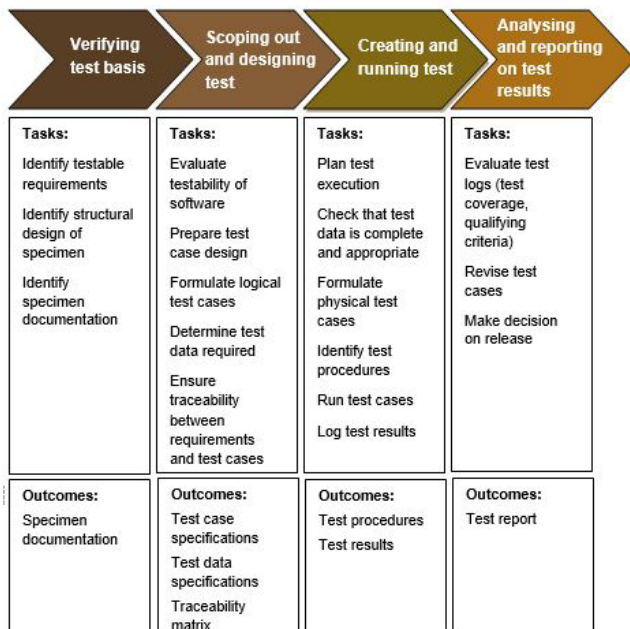 Verifying
test basis
Scoping out
and designing
test
Creating and
running test
Analysing
and reporting
on test
results
Tasks:
Identify testable
requirements
Identify structural
design of
specimen
Identify
specimen
documentation
Tasks:
Evaluate
testability of
software
Prepare test
case design
Formulate logical
test cases
Determine test
data required
Ensure
traceability
between
requirements
and test cases
Tasks:
Plan test
execution
Check that test
data is complete
and appropriate
Formulate
physical test
cases
Identify test
procedures
Run test cases
Log test results
Tasks:
Evaluate test
logs (test
coverage,
qualifying
criteria)
Revise test
cases
Make decision
on release
Outcomes:
Specimen
documentation
Outcomes:
Test case
specifications
Test data
specifications
Traceability
matrix
Outcomes:
Test procedures
Test results
Outcomes:
Test report